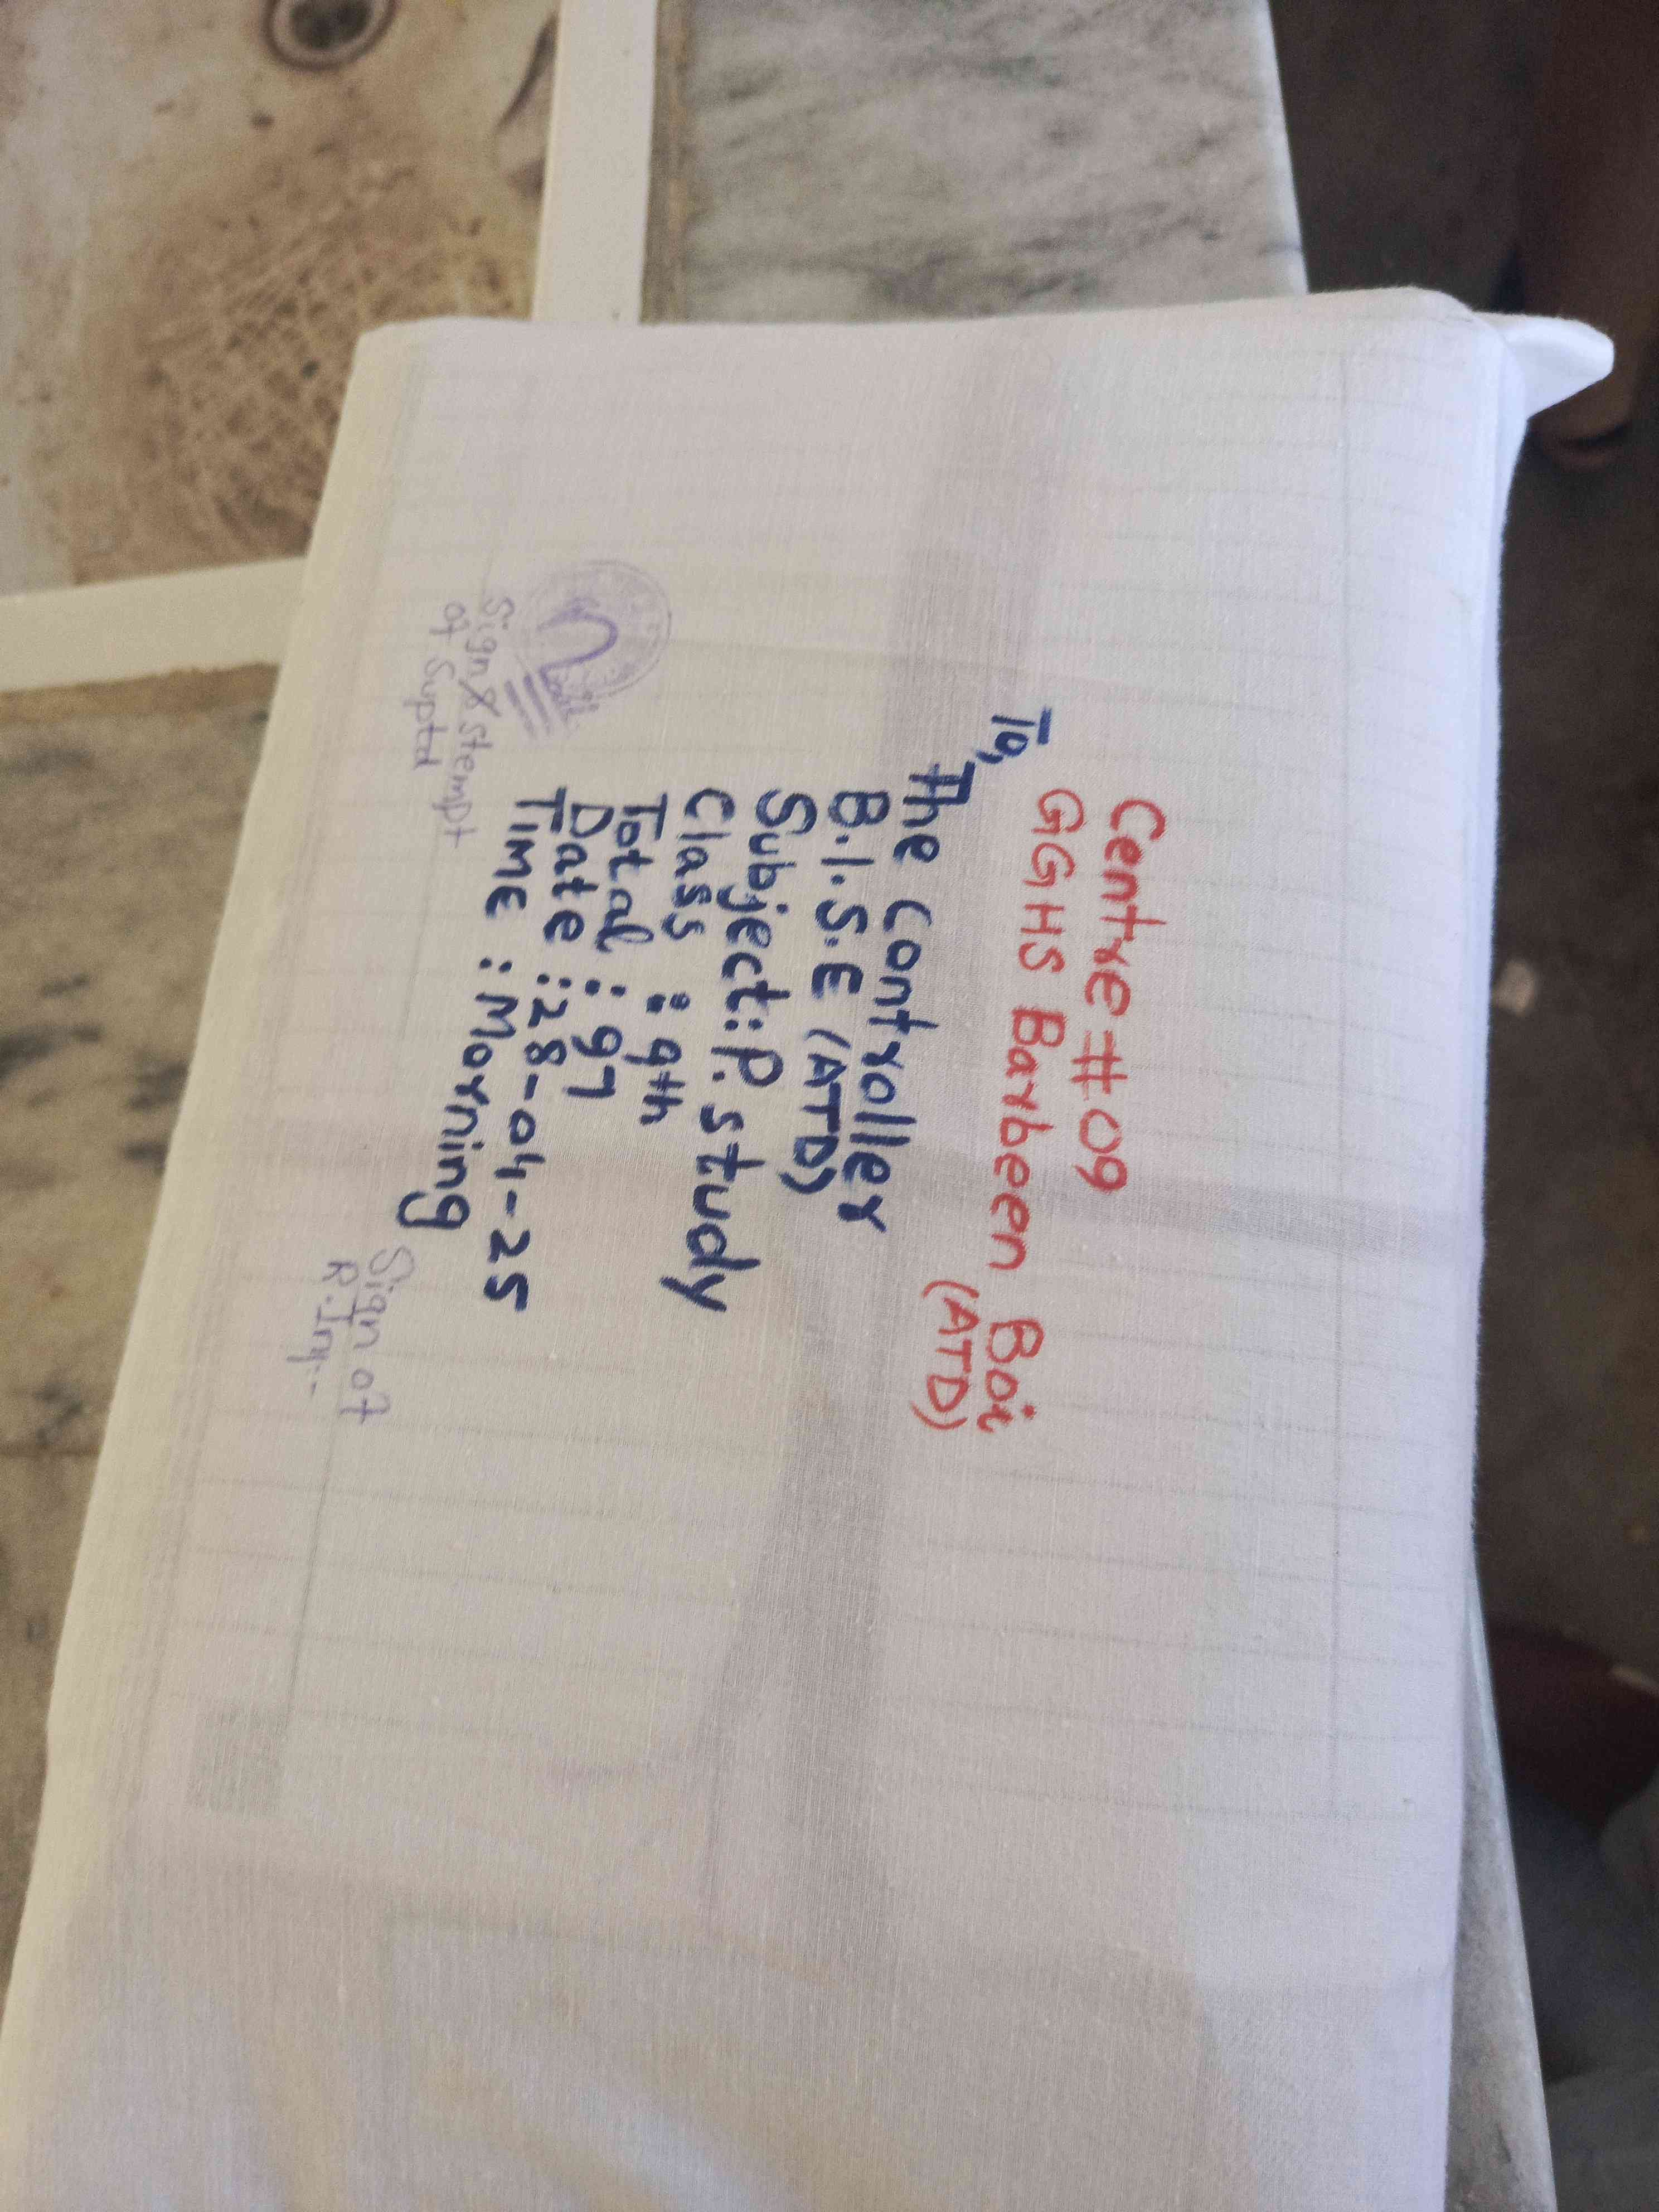 Centre # 09
GGHS Barbeen Boi
(ATD)
To,
The Controller
B.I.S.E (ATD)
Subject: P. study
Class : 9th
Total : 97
Date : 28-04-25
TIME : Morning
Sign & stempt
of Suptd
Sign of
R.Inp:-